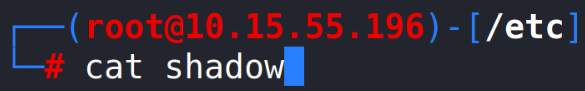 ┌──(root@10.15.55.196)-[/etc]
└─# cat shadow